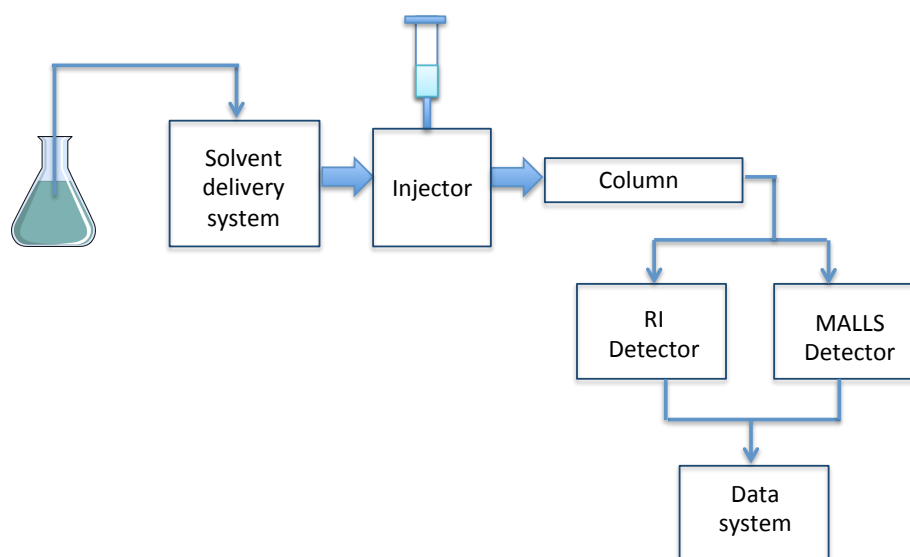 Solvent
delivery
system
Injector
Column
RI
Detector
MALLS
Detector
Data
system